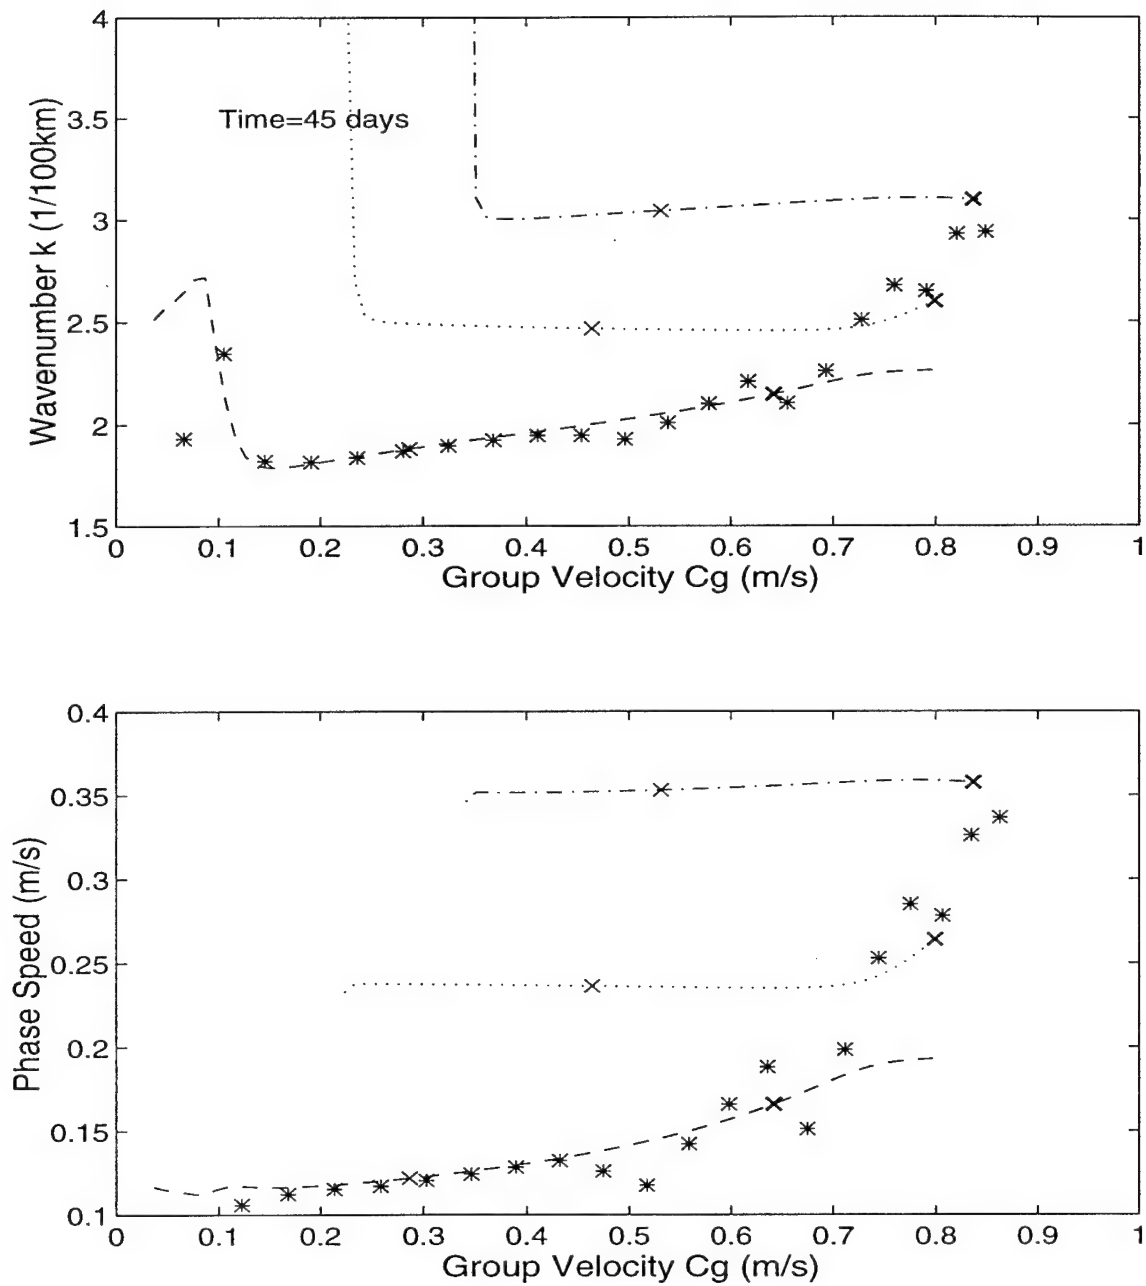 4
3.5
3
2.5
2
1.5
Wavenumber k (1/100km)
Time=45 days
0 0.1 0.2 0.3 0.4 0.5 0.6 0.7 0.8 0.9 1
Group Velocity Cg (m/s)
0.4
0.35
0.3
0.25
0.2
0.15
0.1
Phase Speed (m/s)
0 0.1 0.2 0.3 0.4 0.5 0.6 0.7 0.8 0.9 1
Group Velocity Cg (m/s)